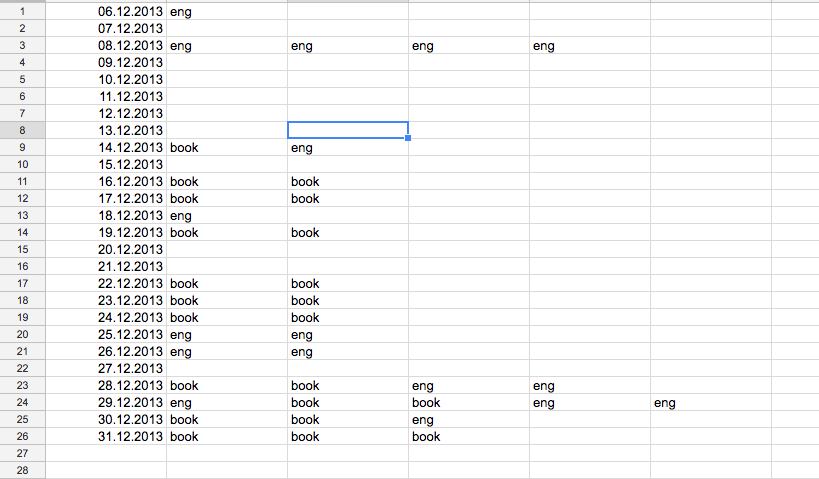 1 06.12.2013 eng
2 07.12.2013
3 08.12.2013 eng eng eng eng
4 09.12.2013
5 10.12.2013
6 11.12.2013
7 12.12.2013
8 13.12.2013
9 14.12.2013 book eng
10 15.12.2013
11 16.12.2013 book book
12 17.12.2013 book book
13 18.12.2013 eng
14 19.12.2013 book book
15 20.12.2013
16 21.12.2013
17 22.12.2013 book book
18 23.12.2013 book book
19 24.12.2013 book book
20 25.12.2013 eng eng
21 26.12.2013 eng eng
22 27.12.2013
23 28.12.2013 book book eng eng
24 29.12.2013 eng book book eng eng
25 30.12.2013 book book eng
26 31.12.2013 book book book
27
28